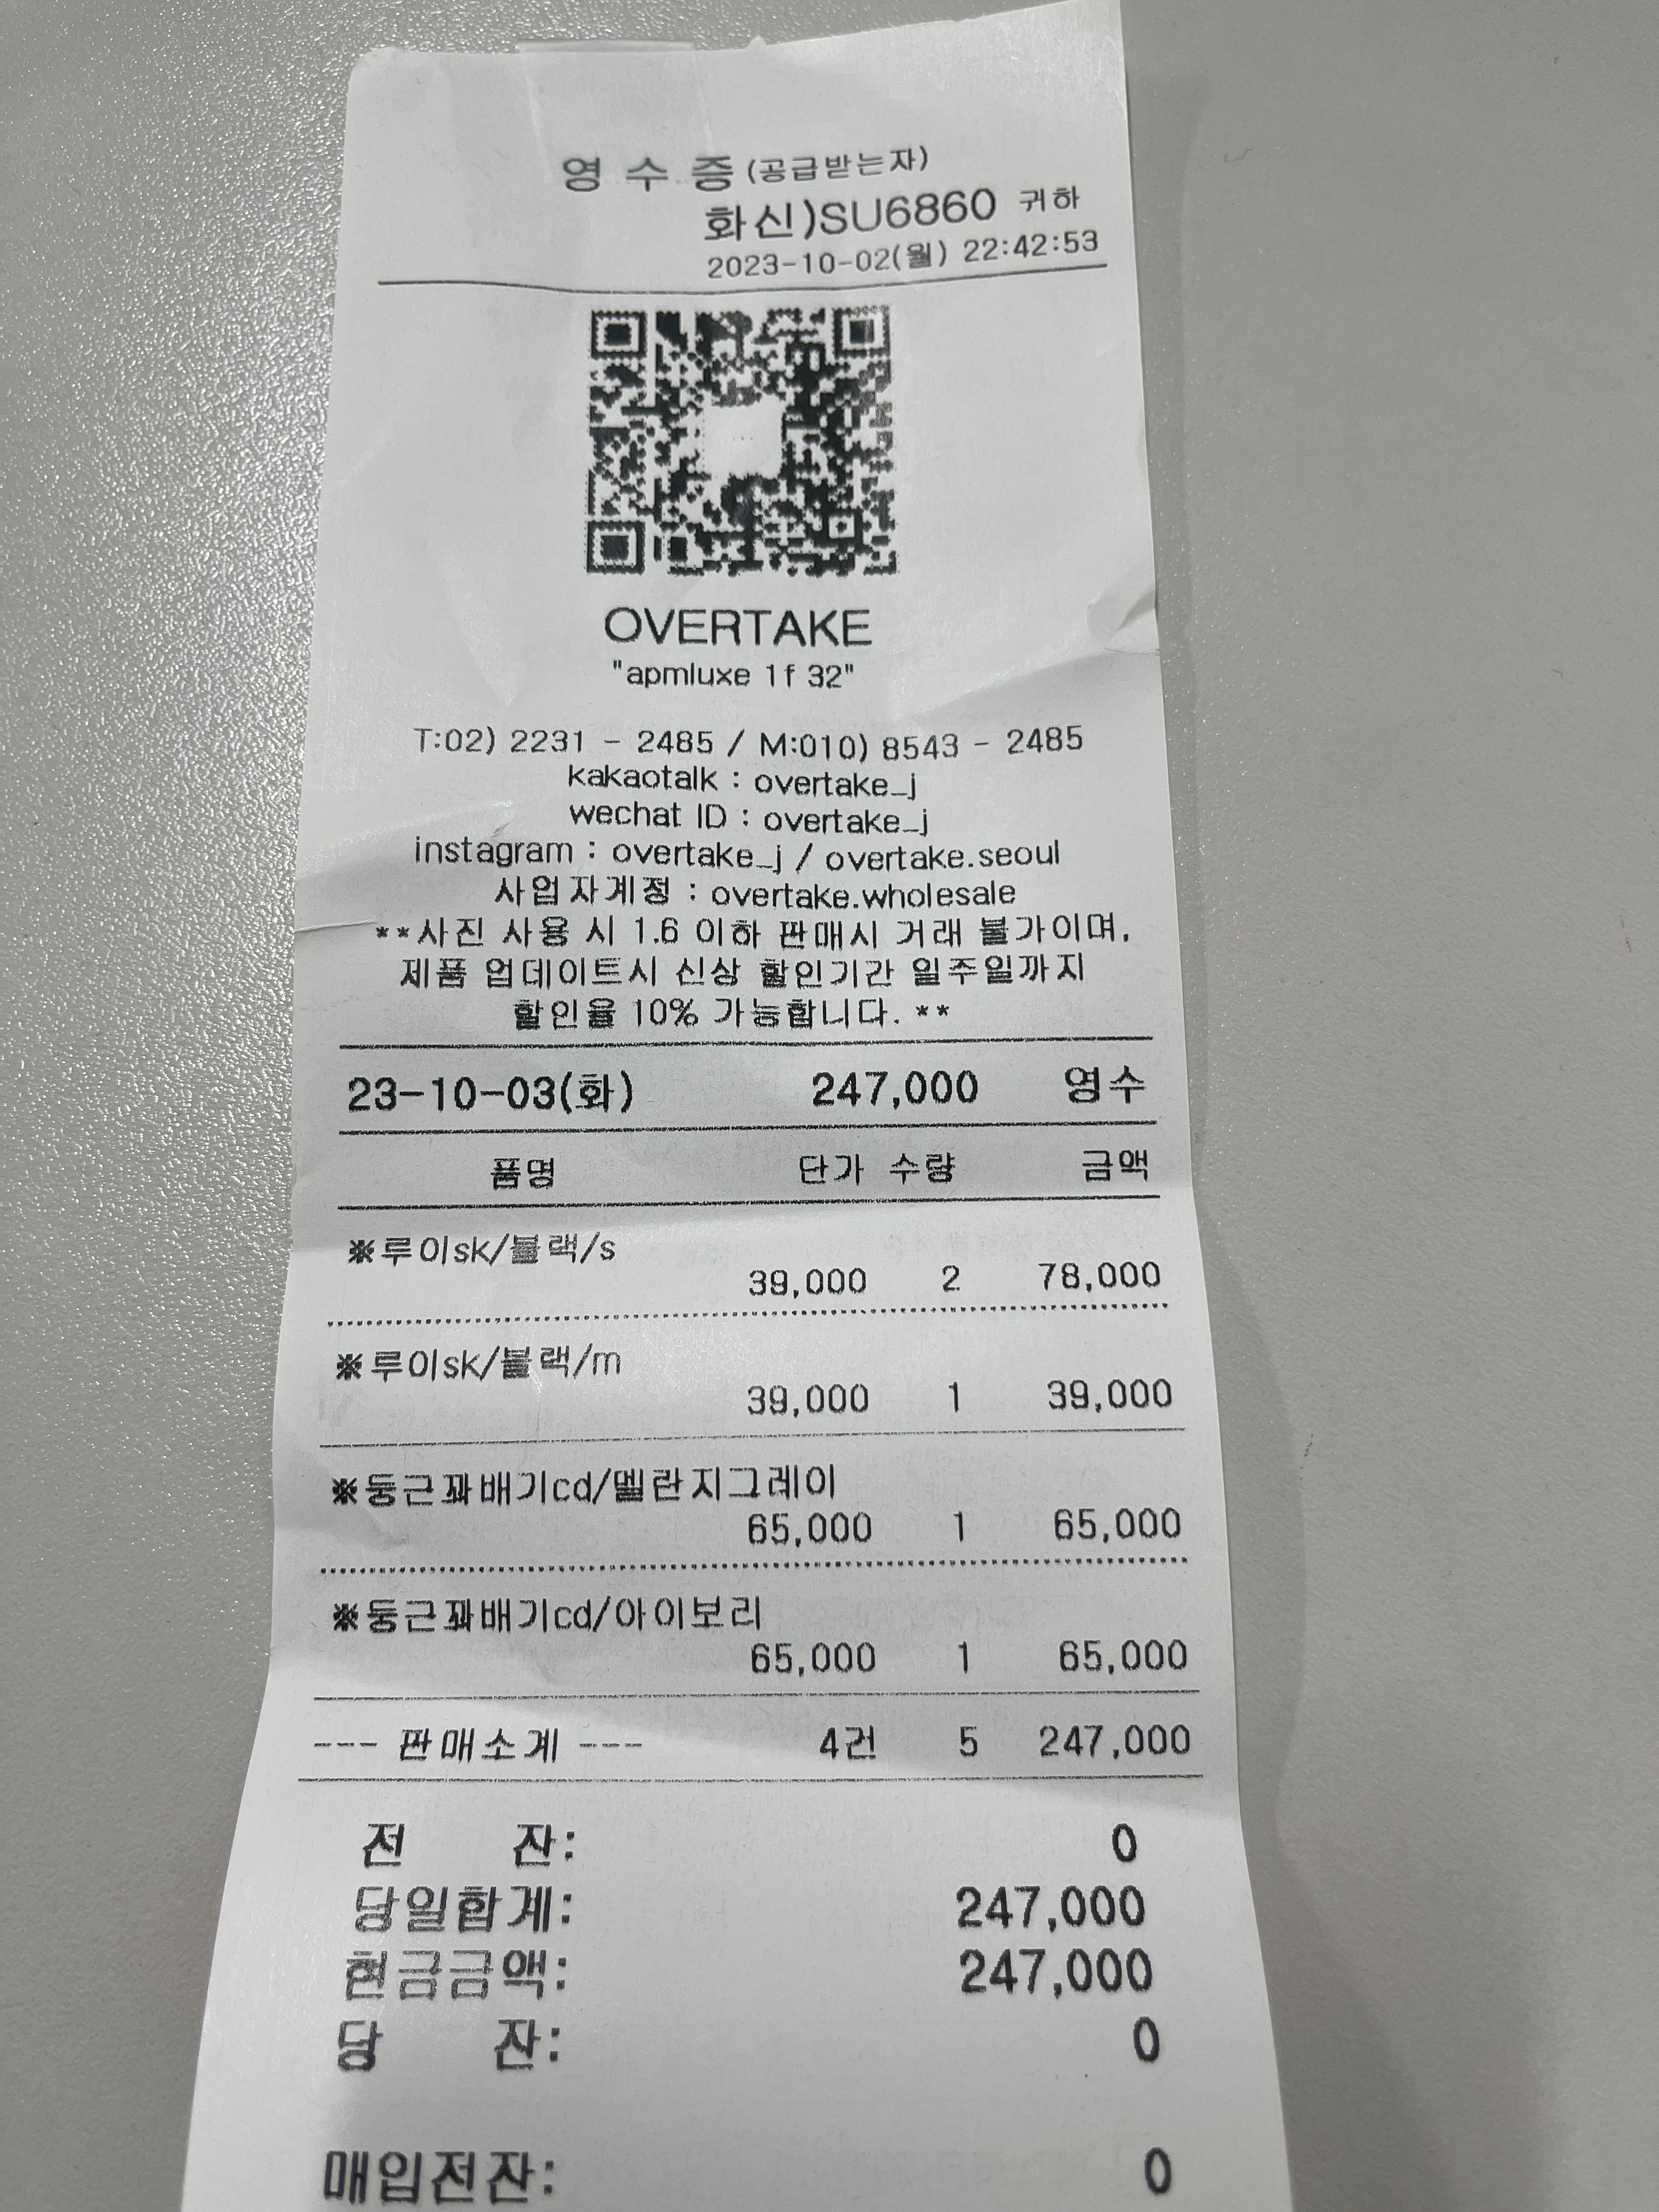 영 수 증 (공급받는자)
화신)SU6860 귀하
2023-10-02(월) 22:42:53
OVERTAKE
"apmluxe 1f 32"
T:02) 2231 - 2485 / M:010) 8543 - 2485
kakaotalk : overtake_j
wechat ID : overtake_j
instagram : overtake_j / overtake.seoul
사업자계정 : overtake.wholesale
**사진 사용 시 1.6 이하 판매시 거래 불가이며,
제품 업데이트시 신상 할인기간 일주일까지
할인율 10% 가능합니다. **
23-10-03(화) 247,000 영수
품명 단가 수량 금액
※루이sk/블랙/s
39,000 2 78,000
※루이sk/블랙/m
39,000 1 39,000
※둥근꽈배기cd/멜란지그레이
65,000 1 65,000
※둥근꽈배기cd/아이보리
65,000 1 65,000
--- 판매소계 --- 4건 5 247,000
전 잔: 0
당일합계: 247,000
현금금액: 247,000
당 잔: 0
매입전잔: 0